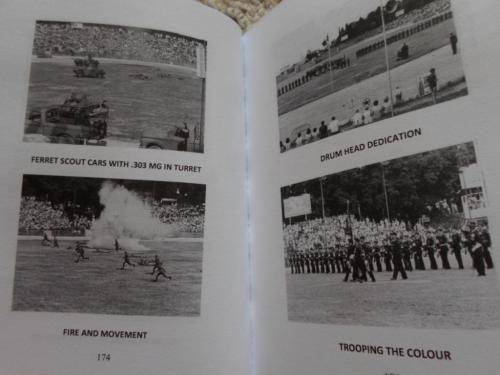 FERRET SCOUT CARS WITH .303 MG IN TURRET
FIRE AND MOVEMENT
174
DRUM HEAD DEDICATION
TROOPING THE COLOUR